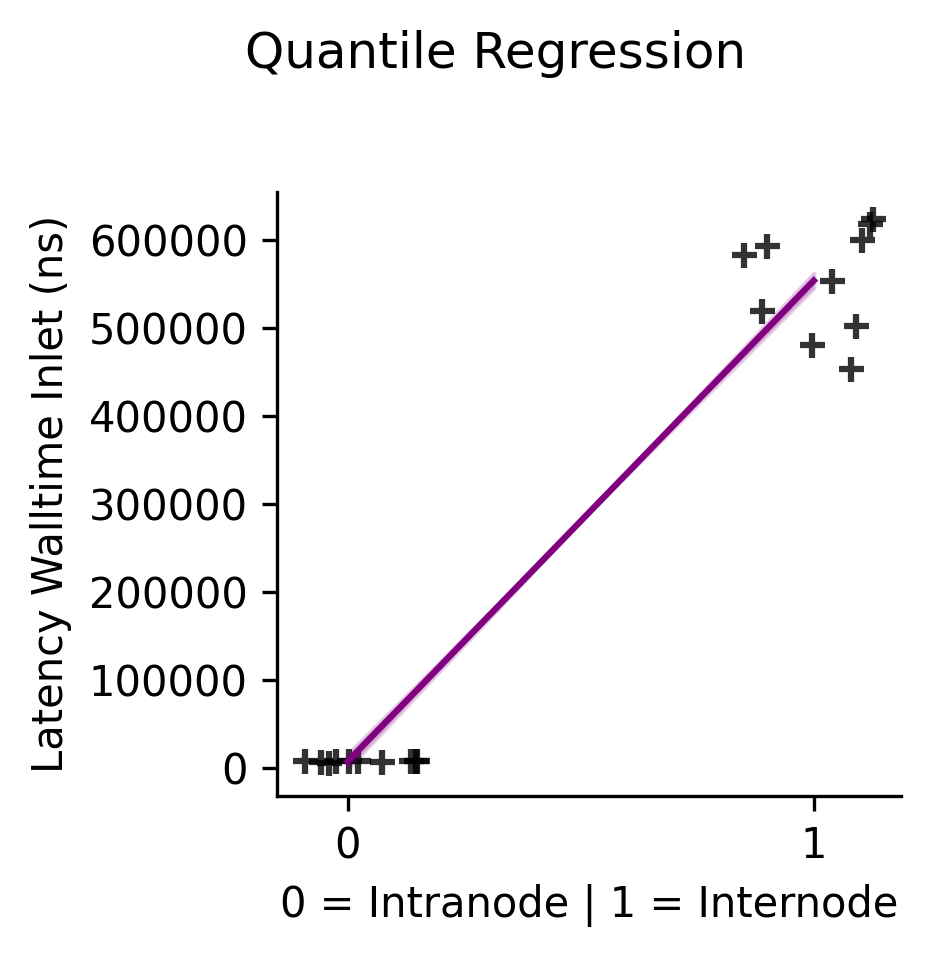 Quantile Regression
Latency Walltime Inlet (ns)
600000
500000
400000
300000
200000
100000
0
0 1
0 = Intranode | 1 = Internode